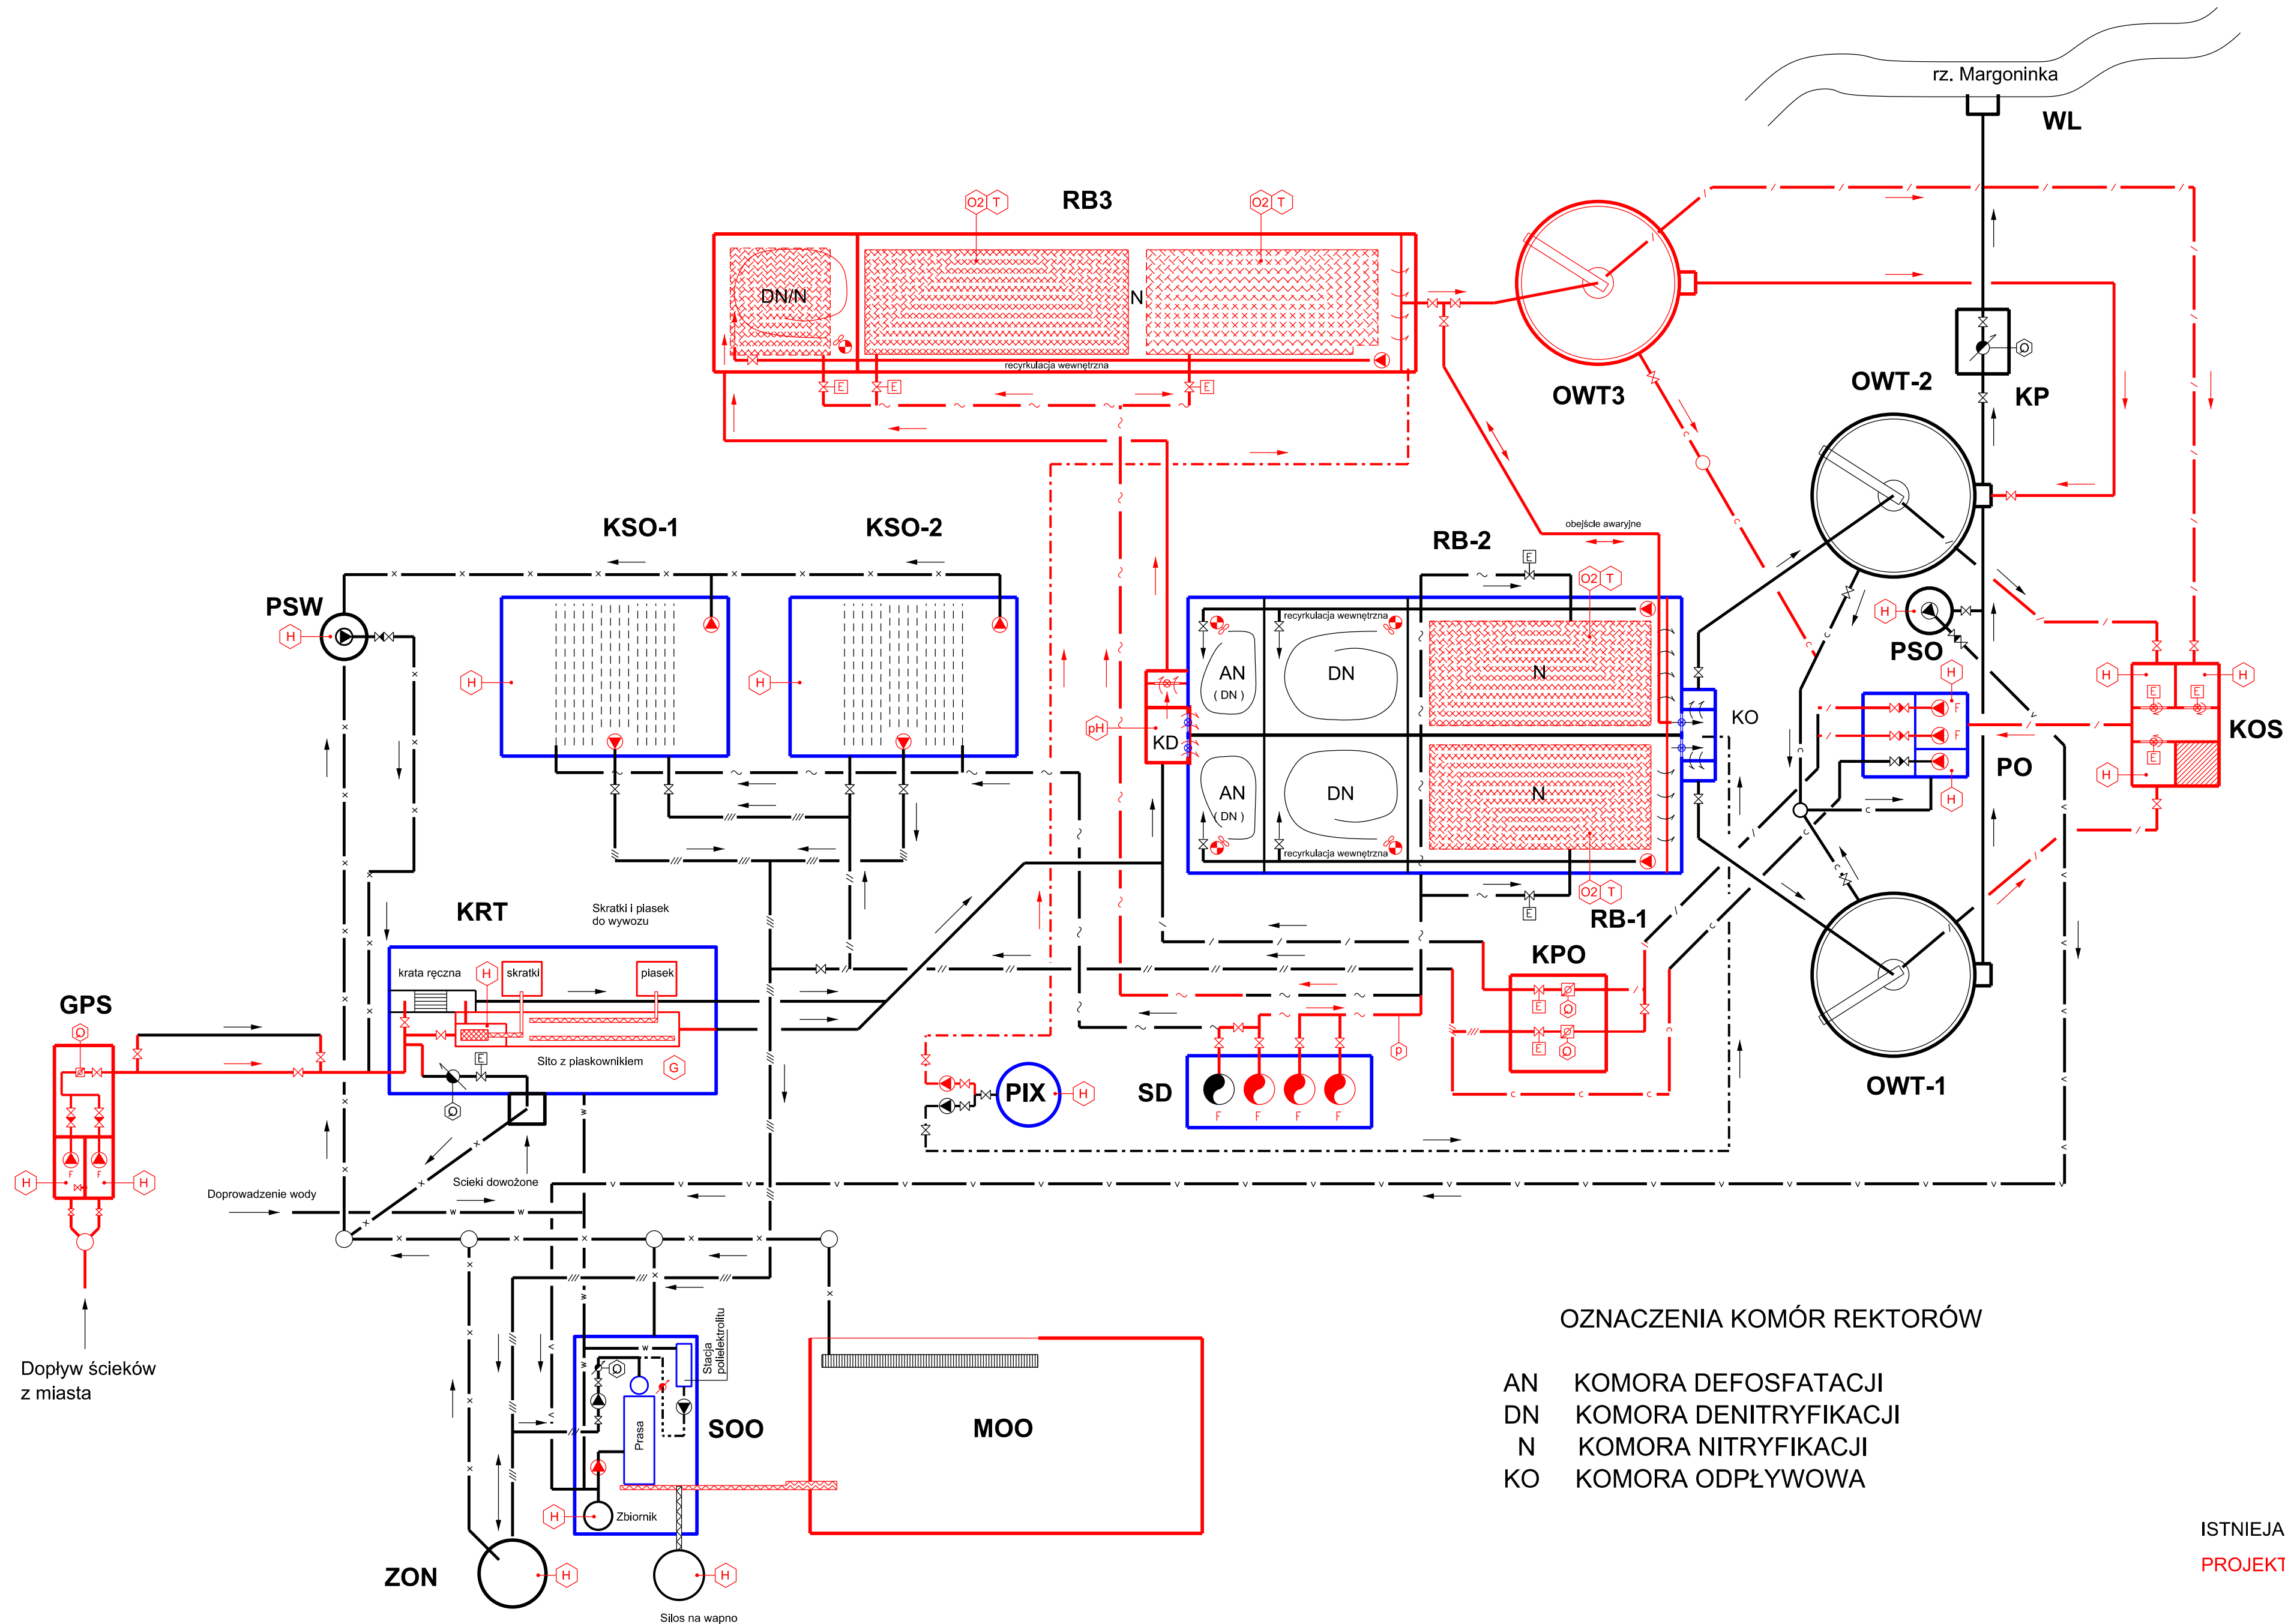 rz. Margoninka
WL
RB3
O2 T
O2 T
DN/N
N
recyrkulacja wewnętrzna
E
E
E
OWT3
OWT-2
KP
Q
KSO-1
KSO-2
RB-2
obejście awaryjne
E
O2 T
PSW
H
H
H
recyrkulacja wewnętrzna
AN
( DN )
DN
N
KO
pH
KD
AN
( DN )
DN
N
recyrkulacja wewnętrzna
O2 T
E
RB-1
H
PSO
H
F
F
H
PO
H
H
E
E
E
H
KOS
KRT
Skratki i piasek
do wywozu
krata ręczna
H
skratki
piasek
Sito z piaskownikiem
G
E
Q
GPS
Q
F
F
H
H
KPO
E
Q
E
Q
p
OWT-1
PIX
H
SD
F
F
F
F
Doprowadzenie wody
Scieki dowożone
Dopływ ścieków
z miasta
Stacja
polielektrolitu
Q
Prasa
SOO
H
Zbiornik
MOO
ZON
H
H
Silos na wapno
OZNACZENIA KOMÓR REKTORÓW
AN KOMORA DEFOSFATACJI
DN KOMORA DENITRYFIKACJI
N KOMORA NITRYFIKACJI
KO KOMORA ODPŁYWOWA
ISTNIEJA
PROJEKT